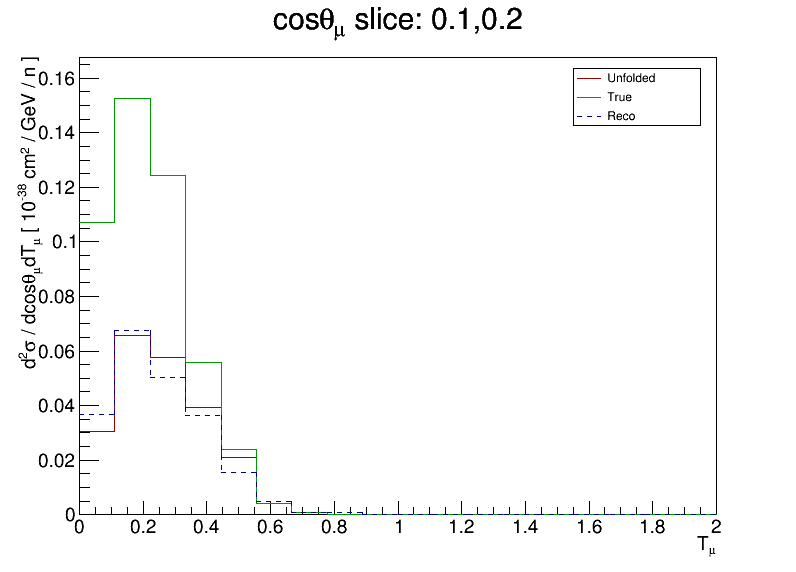 cosθμ slice: 0.1,0.2
d²σ / dcosθμdTμ [ 10⁻³⁸ cm² / GeV / n ]
0.16
0.14
0.12
0.1
0.08
0.06
0.04
0.02
0
Unfolded
True
Reco
0 0.2 0.4 0.6 0.8 1 1.2 1.4 1.6 1.8 2
Tμ